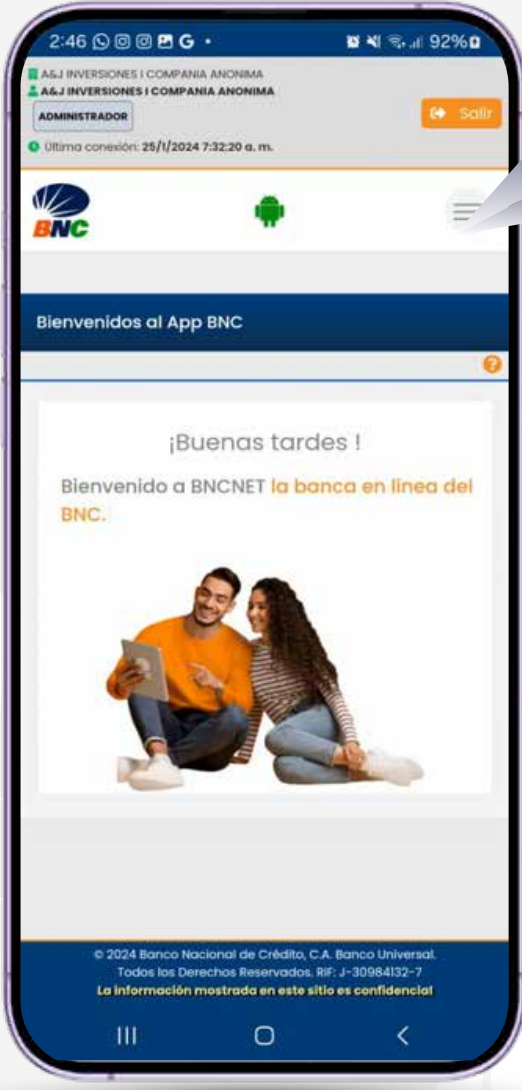 2:46 G • 92%
A&J INVERSIONES I COMPANIA ANONIMA
A&J INVERSIONES I COMPANIA ANONIMA
ADMINISTRADOR
Salir
Última conexión: 25/1/2024 7:32:20 a. m.
BNC
Bienvenidos al App BNC
?
¡Buenas tardes !
Bienvenido a BNCNET la banca en línea del
BNC.
© 2024 Banco Nacional de Crédito, C.A. Banco Universal.
Todos los Derechos Reservados. RIF: J-30984132-7
La información mostrada en este sitio es confidencial